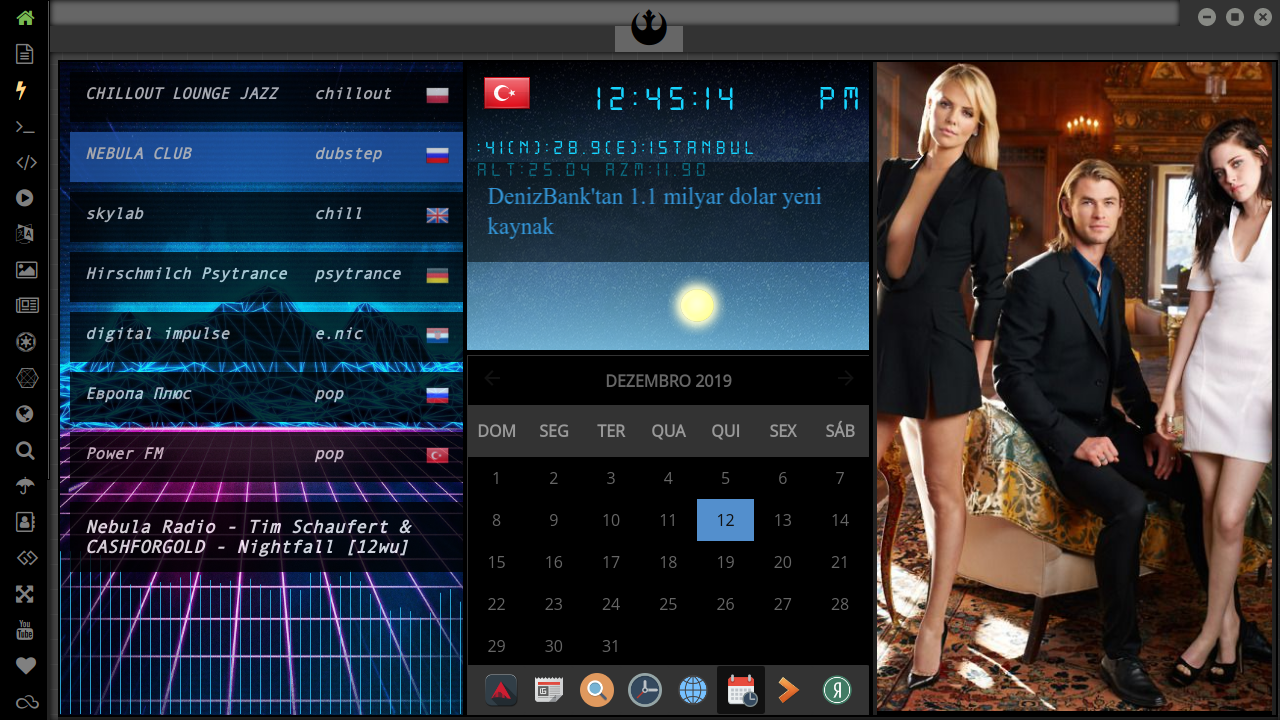 CHILLOUT LOUNGE JAZZ chillout
NEBULA CLUB dubstep
skylab chill
Hirschmilch Psytrance psytrance
digital impulse e.nic
Европа Плюс pop
Power FM pop
Nebula Radio - Tim Schaufert &
CASHFORGOLD - Nightfall [12wu]
12:45:14 PM
:41(N):28.9(E):ISTANBUL
ALT:25.04 AZM:11.90
DenizBank'tan 1.1 milyar dolar yeni
kaynak
DEZEMBRO 2019
DOM SEG TER QUA QUI SEX SÁB
1 2 3 4 5 6 7
8 9 10 11 12 13 14
15 16 17 18 19 20 21
22 23 24 25 26 27 28
29 30 31
You
Tube
Я